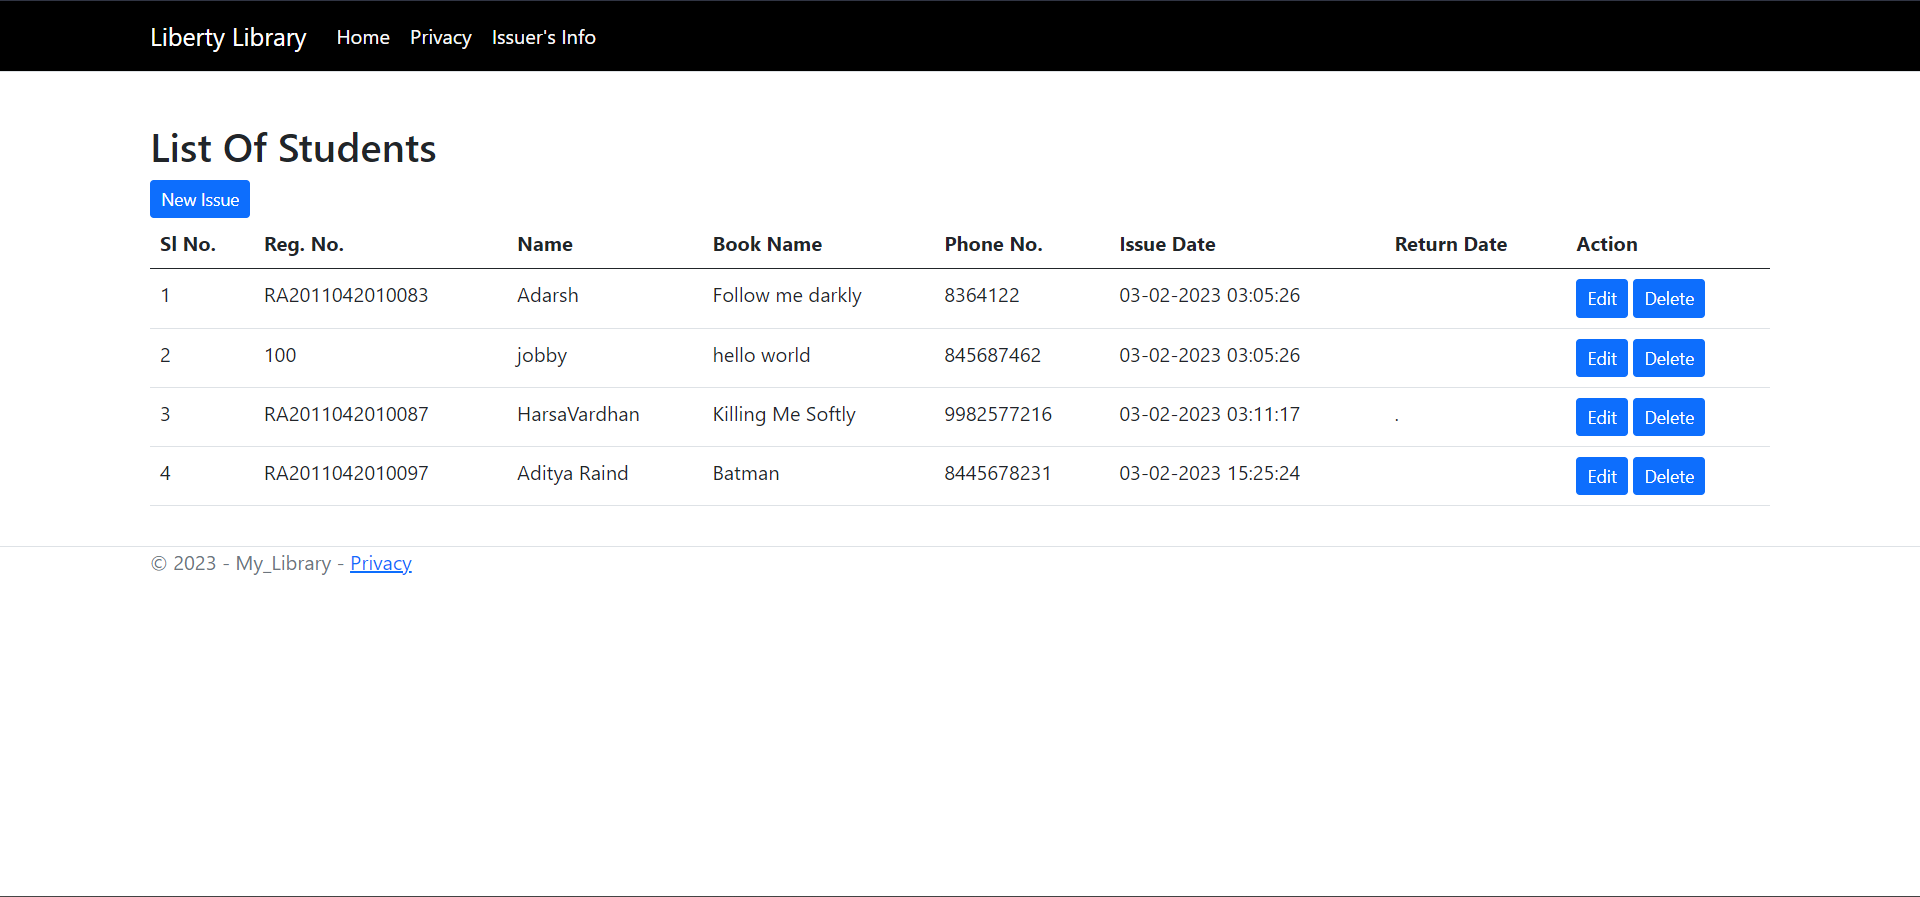 Liberty Library Home Privacy Issuer's Info
List Of Students
New Issue
Sl No. Reg. No. Name Book Name Phone No. Issue Date Return Date Action
1 RA2011042010083 Adarsh Follow me darkly 8364122 03-02-2023 03:05:26 Edit Delete
2 100 jobby hello world 845687462 03-02-2023 03:05:26 Edit Delete
3 RA2011042010087 HarsaVardhan Killing Me Softly 9982577216 03-02-2023 03:11:17 . Edit Delete
4 RA2011042010097 Aditya Raind Batman 8445678231 03-02-2023 15:25:24 Edit Delete
© 2023 - My_Library - Privacy